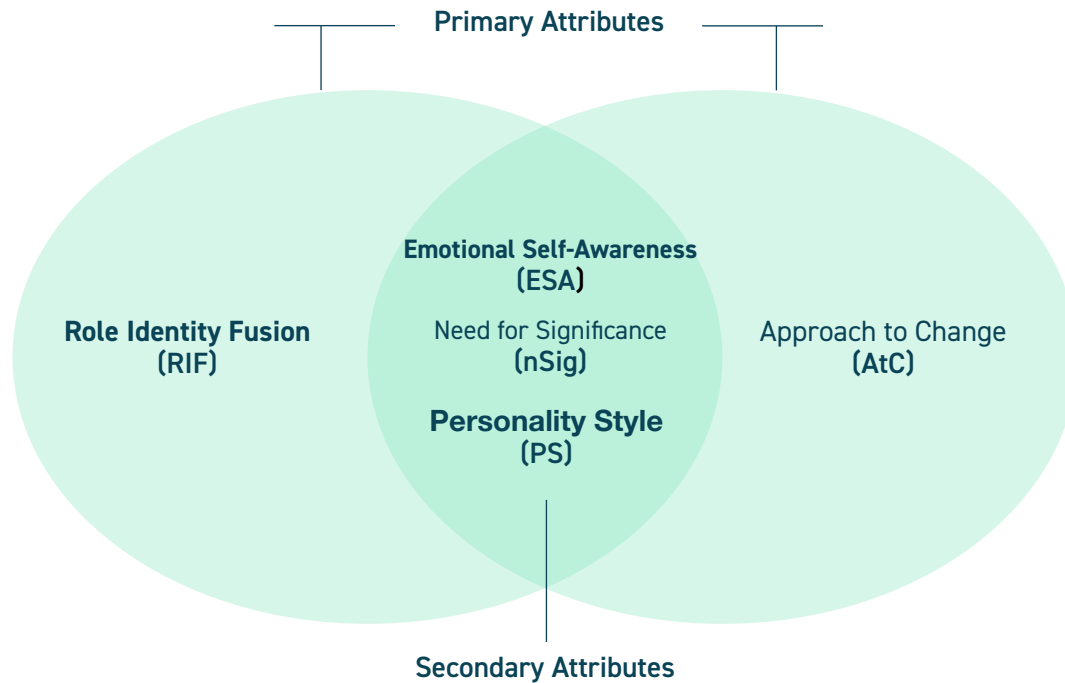 Primary Attributes
Emotional Self-Awareness
(ESA)
Role Identity Fusion
(RIF)
Need for Significance
(nSig)
Approach to Change
(AtC)
Personality Style
(PS)
Secondary Attributes